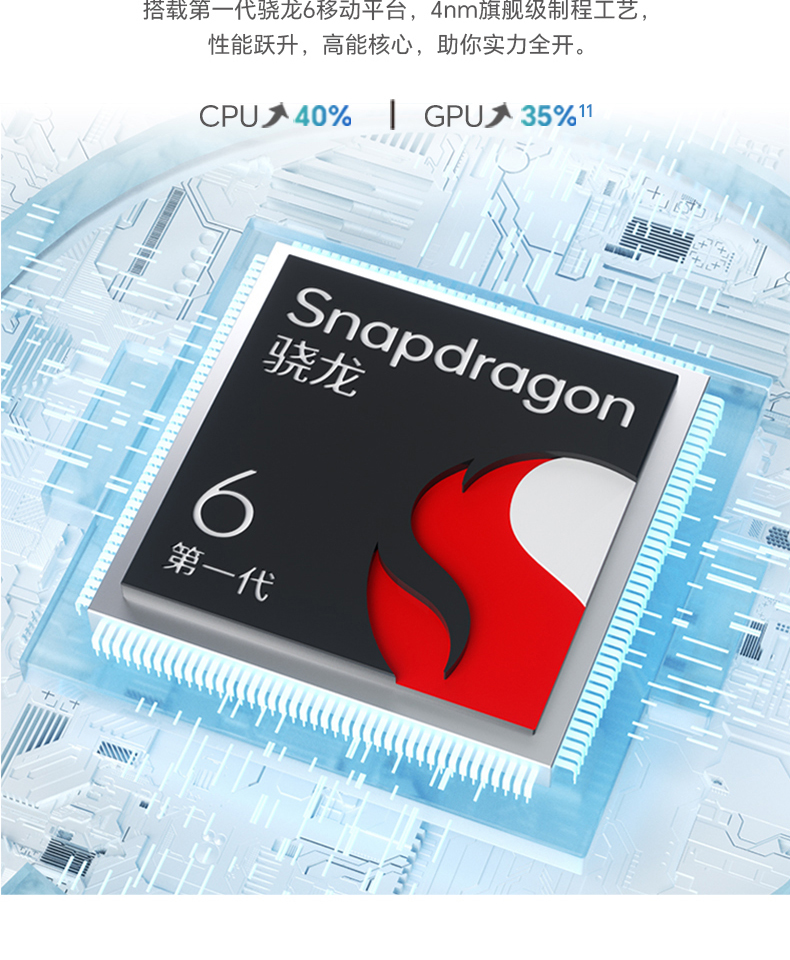 搭载第一代骁龙6移动平台，4nm旗舰级制程工艺，
性能跃升，高能核心，助你实力全开。
CPU 40% | GPU 35%11
Snapdragon
骁龙
6
第一代